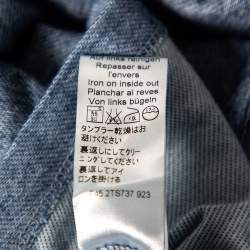 Auf links reinigen
Repasser sur
l'envers
Iron on inside out
Planchar al reves
Von links bügeln
タンブラー乾燥はお
避けください
裏返しにしてクリー
ニングしてください
裏返してアイ
ロンを掛ける
2TS737 923